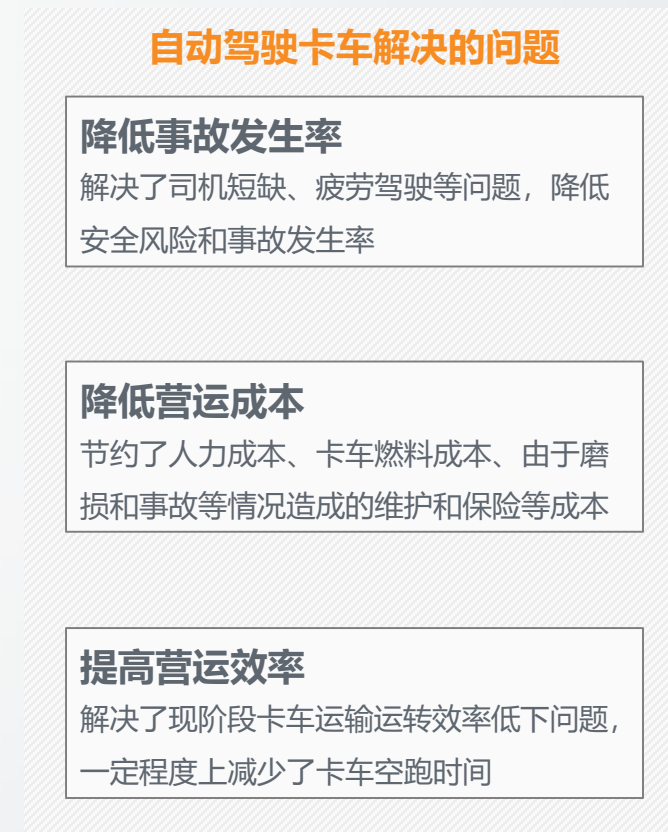 自动驾驶卡车解决的问题
降低事故发生率
解决了司机短缺、疲劳驾驶等问题，降低
安全风险和事故发生率
降低营运成本
节约了人力成本、卡车燃料成本、由于磨
损和事故等情况造成的维护和保险等成本
提高营运效率
解决了现阶段卡车运输运转效率低下问题，
一定程度上减少了卡车空跑时间